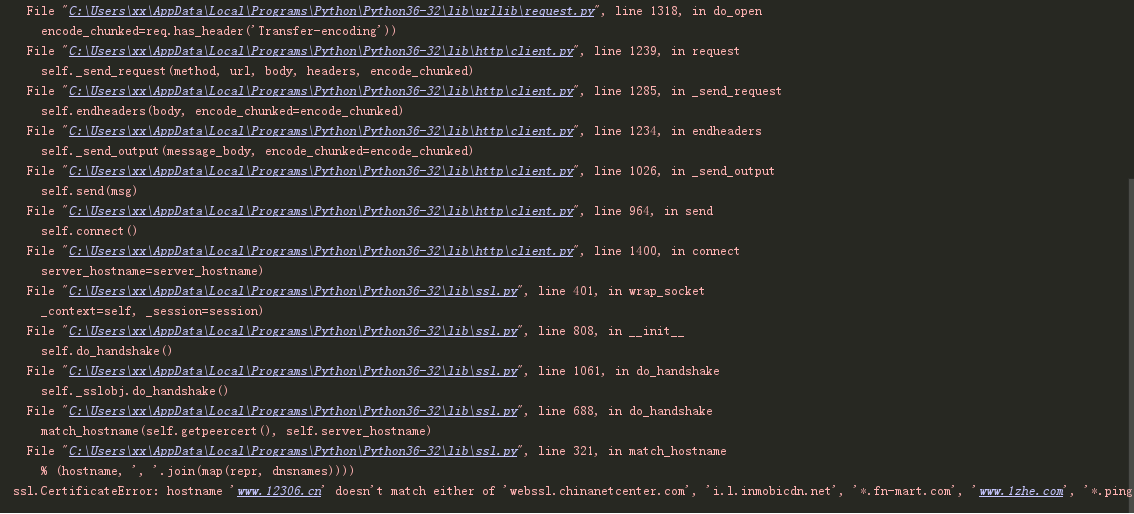 File "C:\Users\xx\AppData\Local\Programs\Python\Python36-32\lib\urllib\request.py", line 1318, in do_open
encode_chunked=req.has_header('Transfer-encoding'))
File "C:\Users\xx\AppData\Local\Programs\Python\Python36-32\lib\http\client.py", line 1239, in request
self._send_request(method, url, body, headers, encode_chunked)
File "C:\Users\xx\AppData\Local\Programs\Python\Python36-32\lib\http\client.py", line 1285, in _send_request
self.endheaders(body, encode_chunked=encode_chunked)
File "C:\Users\xx\AppData\Local\Programs\Python\Python36-32\lib\http\client.py", line 1234, in endheaders
self._send_output(message_body, encode_chunked=encode_chunked)
File "C:\Users\xx\AppData\Local\Programs\Python\Python36-32\lib\http\client.py", line 1026, in _send_output
self.send(msg)
File "C:\Users\xx\AppData\Local\Programs\Python\Python36-32\lib\http\client.py", line 964, in send
self.connect()
File "C:\Users\xx\AppData\Local\Programs\Python\Python36-32\lib\http\client.py", line 1400, in connect
server_hostname=server_hostname)
File "C:\Users\xx\AppData\Local\Programs\Python\Python36-32\lib\ssl.py", line 401, in wrap_socket
_context=self, _session=session)
File "C:\Users\xx\AppData\Local\Programs\Python\Python36-32\lib\ssl.py", line 808, in __init__
self.do_handshake()
File "C:\Users\xx\AppData\Local\Programs\Python\Python36-32\lib\ssl.py", line 1061, in do_handshake
self._sslobj.do_handshake()
File "C:\Users\xx\AppData\Local\Programs\Python\Python36-32\lib\ssl.py", line 688, in do_handshake
match_hostname(self.getpeercert(), self.server_hostname)
File "C:\Users\xx\AppData\Local\Programs\Python\Python36-32\lib\ssl.py", line 321, in match_hostname
% (hostname, ', '.join(map(repr, dnsnames))))
ssl.CertificateError: hostname 'www.12306.cn' doesn't match either of 'webssl.chinanetcenter.com', 'i.l.inmobicdn.net', '*.fn-mart.com', 'www.1zhe.com', '*.ping